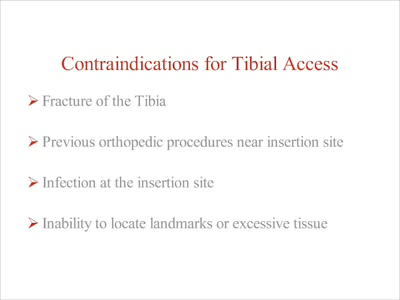 Contraindications for Tibial Access
Fracture of the Tibia
Previous orthopedic procedures near insertion site
Infection at the insertion site
Inability to locate landmarks or excessive tissue